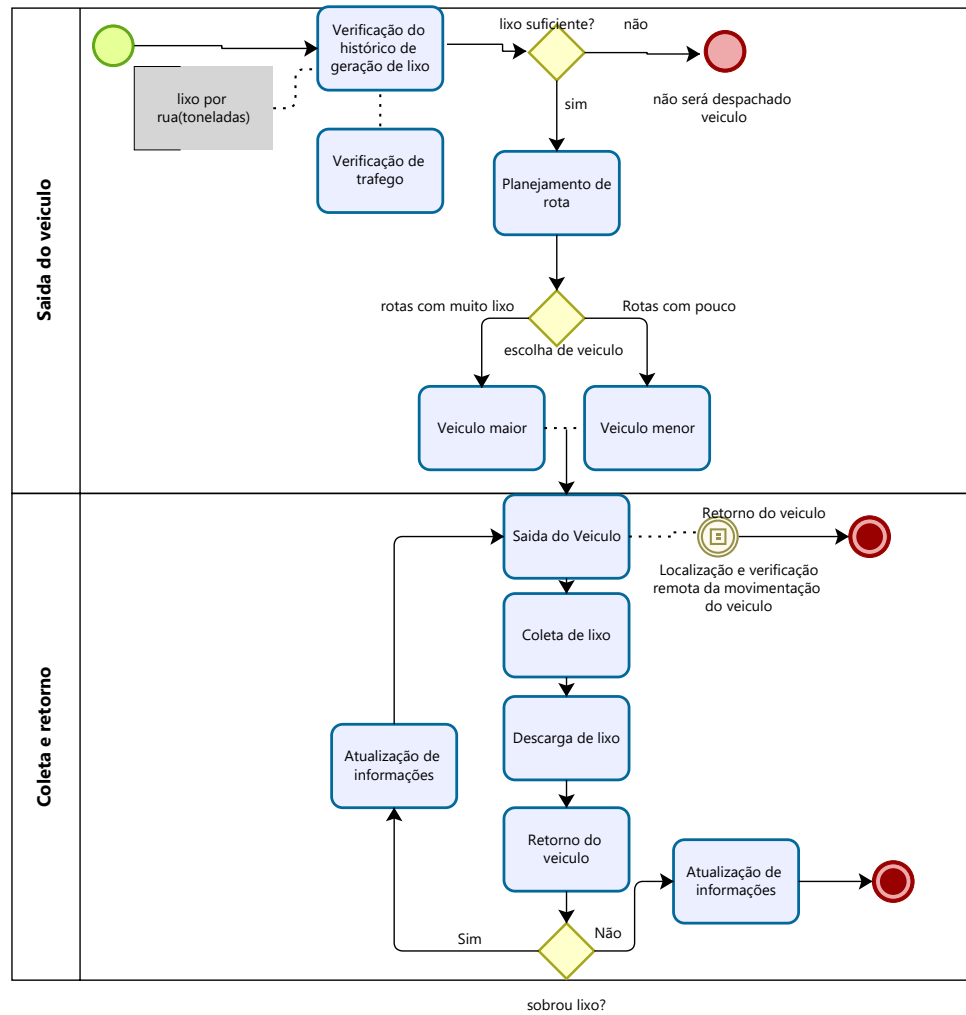 Saida do veiculo
Verificação do
histórico de
geração de lixo
lixo suficiente?
não
não será despachado
veiculo
lixo por
rua(toneladas)
sim
Verificação de
trafego
Planejamento de
rota
rotas com muito lixo
Rotas com pouco
escolha de veiculo
Veiculo maior
Veiculo menor
Coleta e retorno
Saida do Veiculo
Retorno do veiculo
Localização e verificação
remota da movimentação
do veiculo
Coleta de lixo
Descarga de lixo
Atualização de
informações
Retorno do
veiculo
Atualização de
informações
Sim
Não
sobrou lixo?